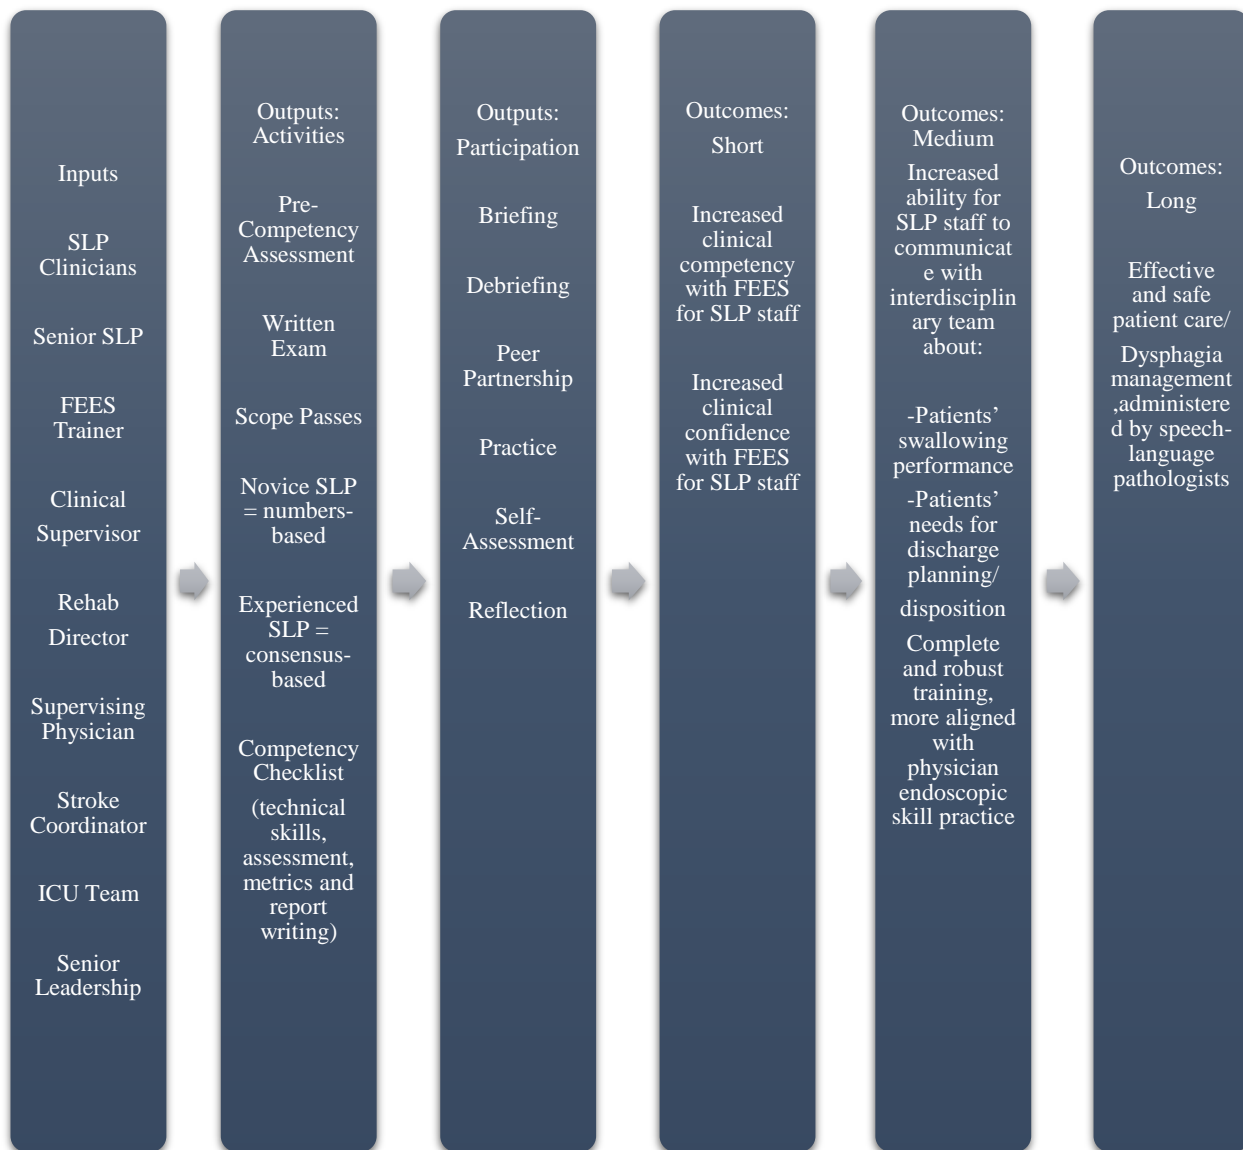 Inputs
SLP
Clinicians
Senior SLP
FEES
Trainer
Clinical
Supervisor
Rehab
Director
Supervising
Physician
Stroke
Coordinator
ICU Team
Senior
Leadership
Outputs:
Activities
Pre-
Competency
Assessment
Written
Exam
Scope Passes
Novice SLP
= numbers-
based
Experienced
SLP =
consensus-
based
Competency
Checklist
(technical
skills,
assessment,
metrics and
report
writing)
Outputs:
Participation
Briefing
Debriefing
Peer
Partnership
Practice
Self-
Assessment
Reflection
Outcomes:
Short
Increased
clinical
competency
with FEES
for SLP staff
Increased
clinical
confidence
with FEES
for SLP staff
Outcomes:
Medium
Increased
ability for
SLP staff to
communicat
e with
interdisciplin
ary team
about:
-Patients’
swallowing
performance
-Patients’
needs for
discharge
planning/
disposition
Complete
and robust
training,
more aligned
with
physician
endoscopic
skill practice
Outcomes:
Long
Effective
and safe
patient care/
Dysphagia
management
,administere
d by speech-
language
pathologists